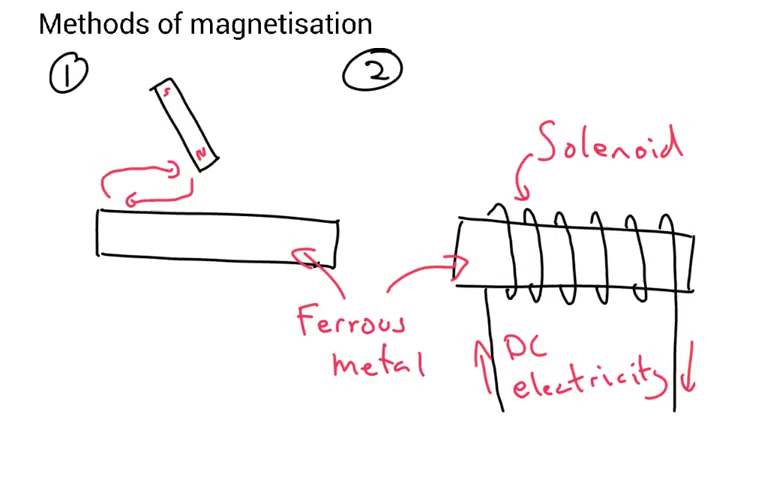 Methods of magnetisation
1
2
S
N
Solenoid
Ferrous
metal
DC
electricity